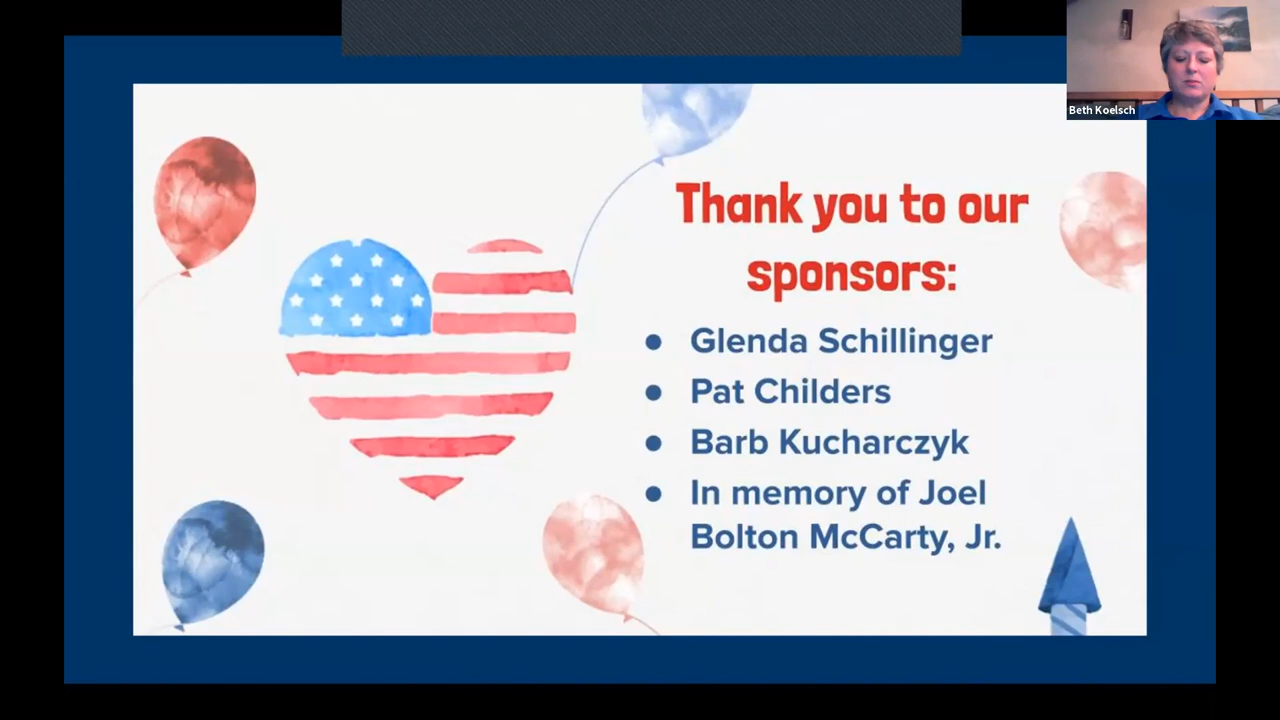 Beth Koelsch
Thank you to our
sponsors:
● Glenda Schillinger
● Pat Childers
● Barb Kucharczyk
● In memory of Joel
Bolton McCarty, Jr.